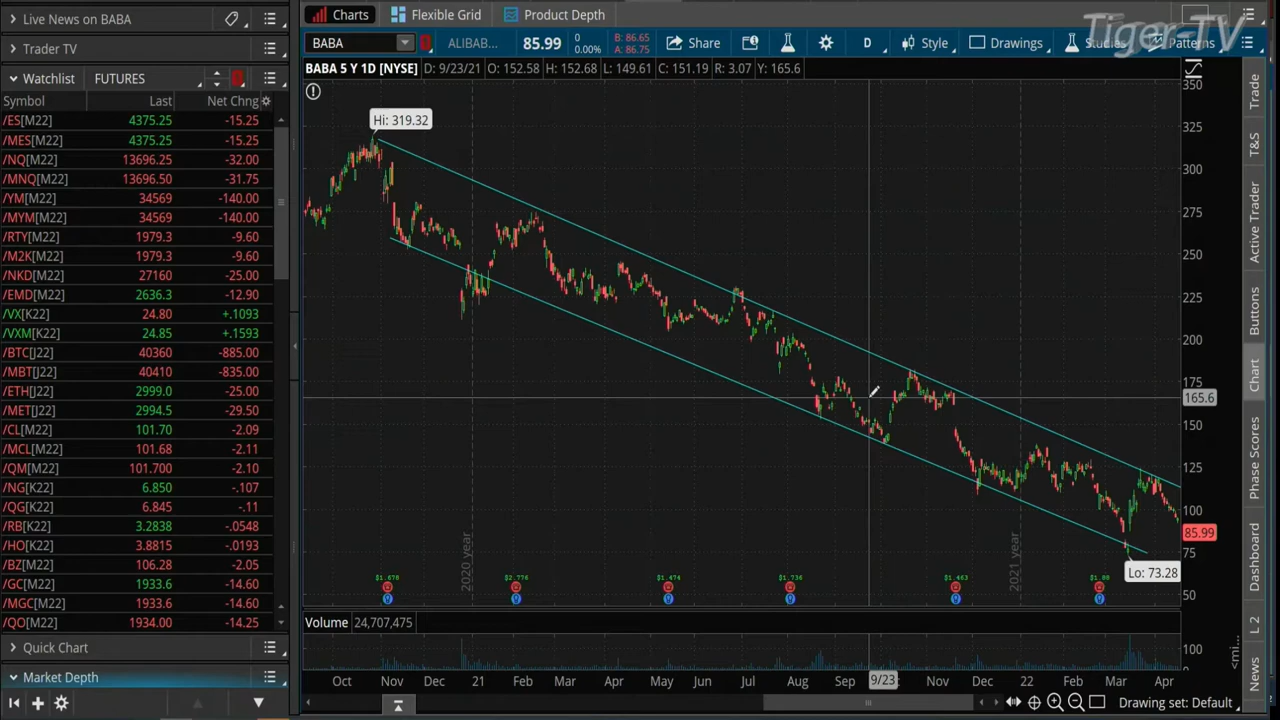 Live News on BABA
Trader TV
Watchlist FUTURES
Symbol Last Net Chng
/ES[M22] 4375.25 -15.25
/MES[M22] 4375.25 -15.25
/NQ[M22] 13696.25 -32.00
/MNQ[M22] 13696.50 -31.75
/YM[M22] 34569 -140.00
/MYM[M22] 34569 -140.00
/RTY[M22] 1979.3 -9.60
/M2K[M22] 1979.3 -9.60
/NKD[M22] 27160 -25.00
/EMD[M22] 2636.3 -12.90
/VX[K22] 24.80 +.1093
/VXM[K22] 24.85 +.1593
/BTC[J22] 40360 -885.00
/MBT[J22] 40360 -835.00
/ETH[J22] 2999.0 -25.00
/MET[J22] 2994.5 -29.50
/CL[M22] 101.70 -2.09
/MCL[M22] 101.68 -2.11
/QM[M22] 101.700 -2.10
/NG[K22] 6.850 -.107
/QG[K22] 6.845 -.11
/RB[K22] 3.2838 -.0548
/HO[K22] 3.8815 -.0193
/BZ[M22] 106.28 -2.05
/GC[M22] 1933.6 -14.60
/MGC[M22] 1933.6 -14.60
/QO[M22] 1934.00 -14.25
Quick Chart
Market Depth
Charts Flexible Grid Product Depth
Tiger-TV
BABA ALIBAB... 85.99 0 0.00% B: 86.65 A: 86.75 Share D Style Drawings Studies Patterns
BABA 5 Y 1D [NYSE] D: 9/23/21 O: 152.58 H: 152.68 L: 149.61 C: 151.19 R: 3.07 Y: 165.6
Hi: 319.32
350
325
300
275
250
225
200
175
165.6
150
125
100
85.99
75
50
Lo: 73.28
2020 year
2021 year
$1.474
$1.463
Volume 24,707,475
100
0
Oct Nov Dec 21 Feb Mar Apr May Jun Jul Aug Sep 9/23 Nov Dec 22 Feb Mar Apr
Drawing set: Default
Trade
T&S
Active Trader
Buttons
Chart
Phase Scores
Dashboard
L 2
News